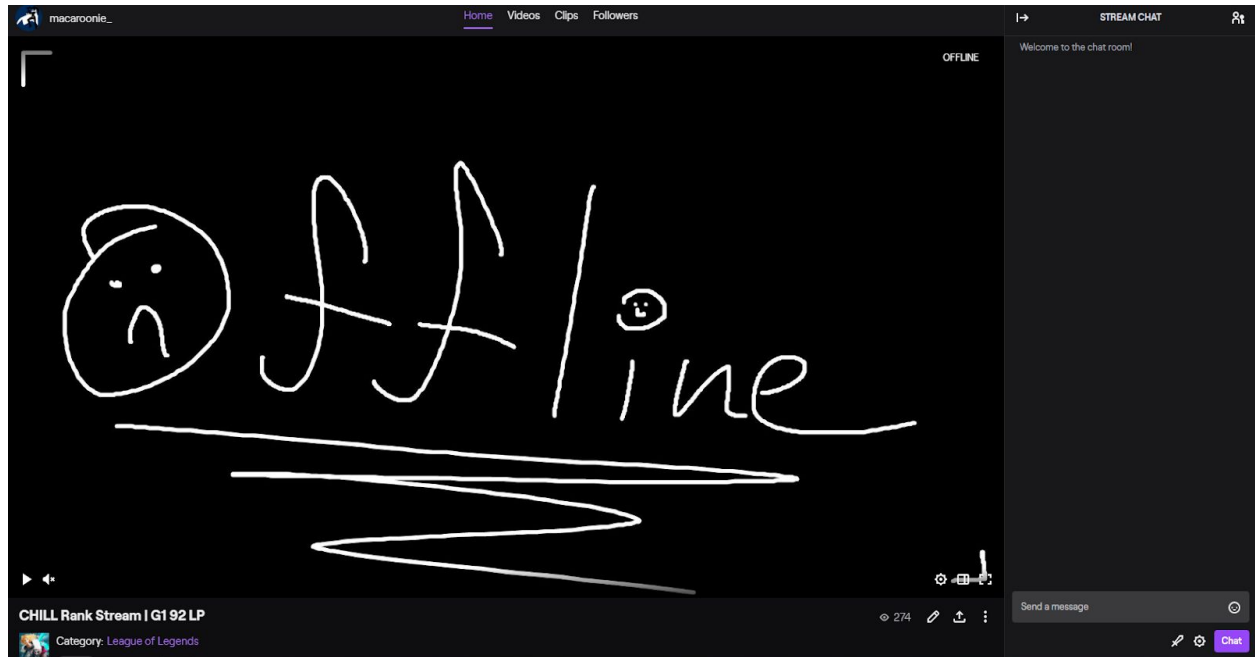 macaroonie_
Home Videos Clips Followers
STREAM CHAT
Welcome to the chat room!
OFFLINE
Offline
CHILL Rank Stream | G1 92 LP
274
Category: League of Legends
Send a message
Chat